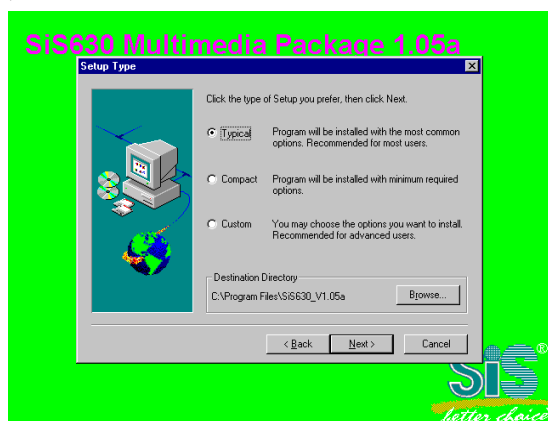 SiS630 Multimedia Package 1.05a
Setup Type
Click the type of Setup you prefer, then click Next.
Typical
Program will be installed with the most common
options. Recommended for most users.
Compact
Program will be installed with minimum required
options.
Custom
You may choose the options you want to install.
Recommended for advanced users.
Destination Directory
C:\Program Files\SiS630_V1.05a
Browse...
< Back
Next >
Cancel
SiS®
better choice